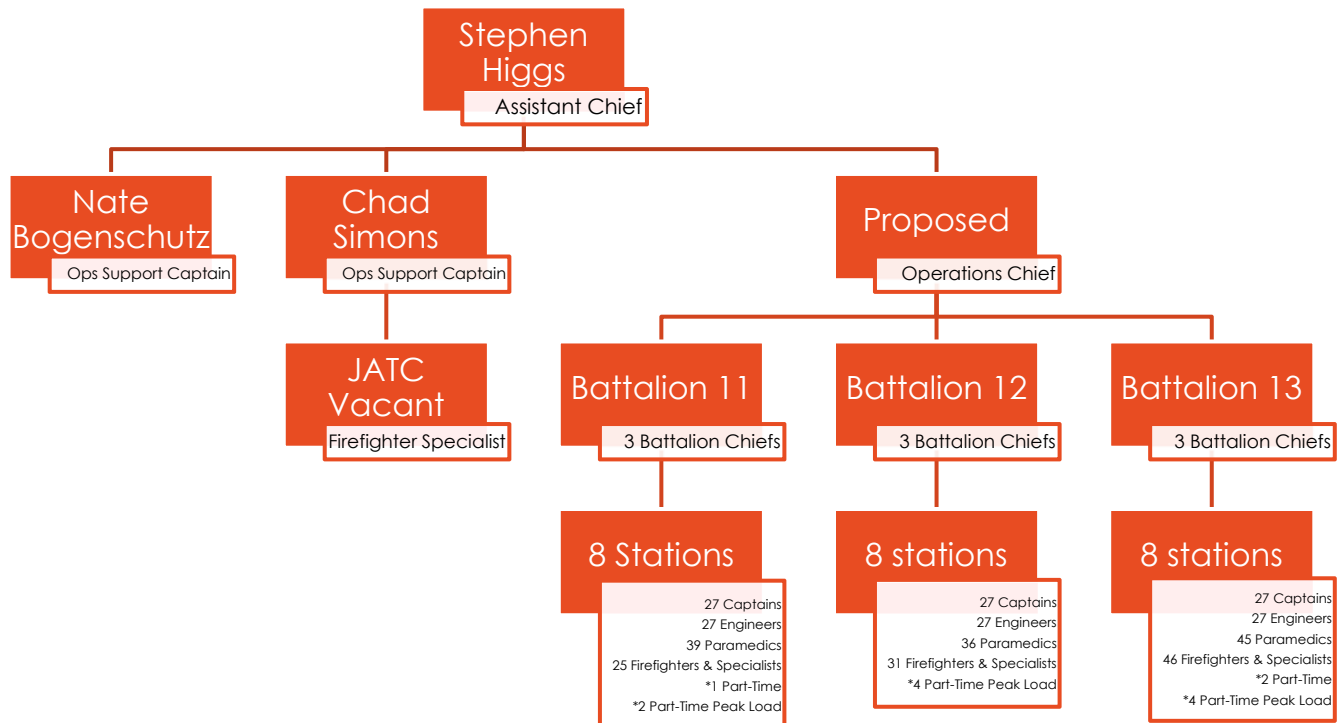 Stephen
Higgs
Assistant Chief
Nate
Bogenschutz
Ops Support Captain
Chad
Simons
Ops Support Captain
Proposed
Operations Chief
JATC
Vacant
Firefighter Specialist
Battalion 11
3 Battalion Chiefs
Battalion 12
3 Battalion Chiefs
Battalion 13
3 Battalion Chiefs
8 Stations
27 Captains
27 Engineers
39 Paramedics
25 Firefighters & Specialists
*1 Part-Time
*2 Part-Time Peak Load
8 stations
27 Captains
27 Engineers
36 Paramedics
31 Firefighters & Specialists
*4 Part-Time Peak Load
8 stations
27 Captains
27 Engineers
45 Paramedics
46 Firefighters & Specialists
*2 Part-Time
*4 Part-Time Peak Load